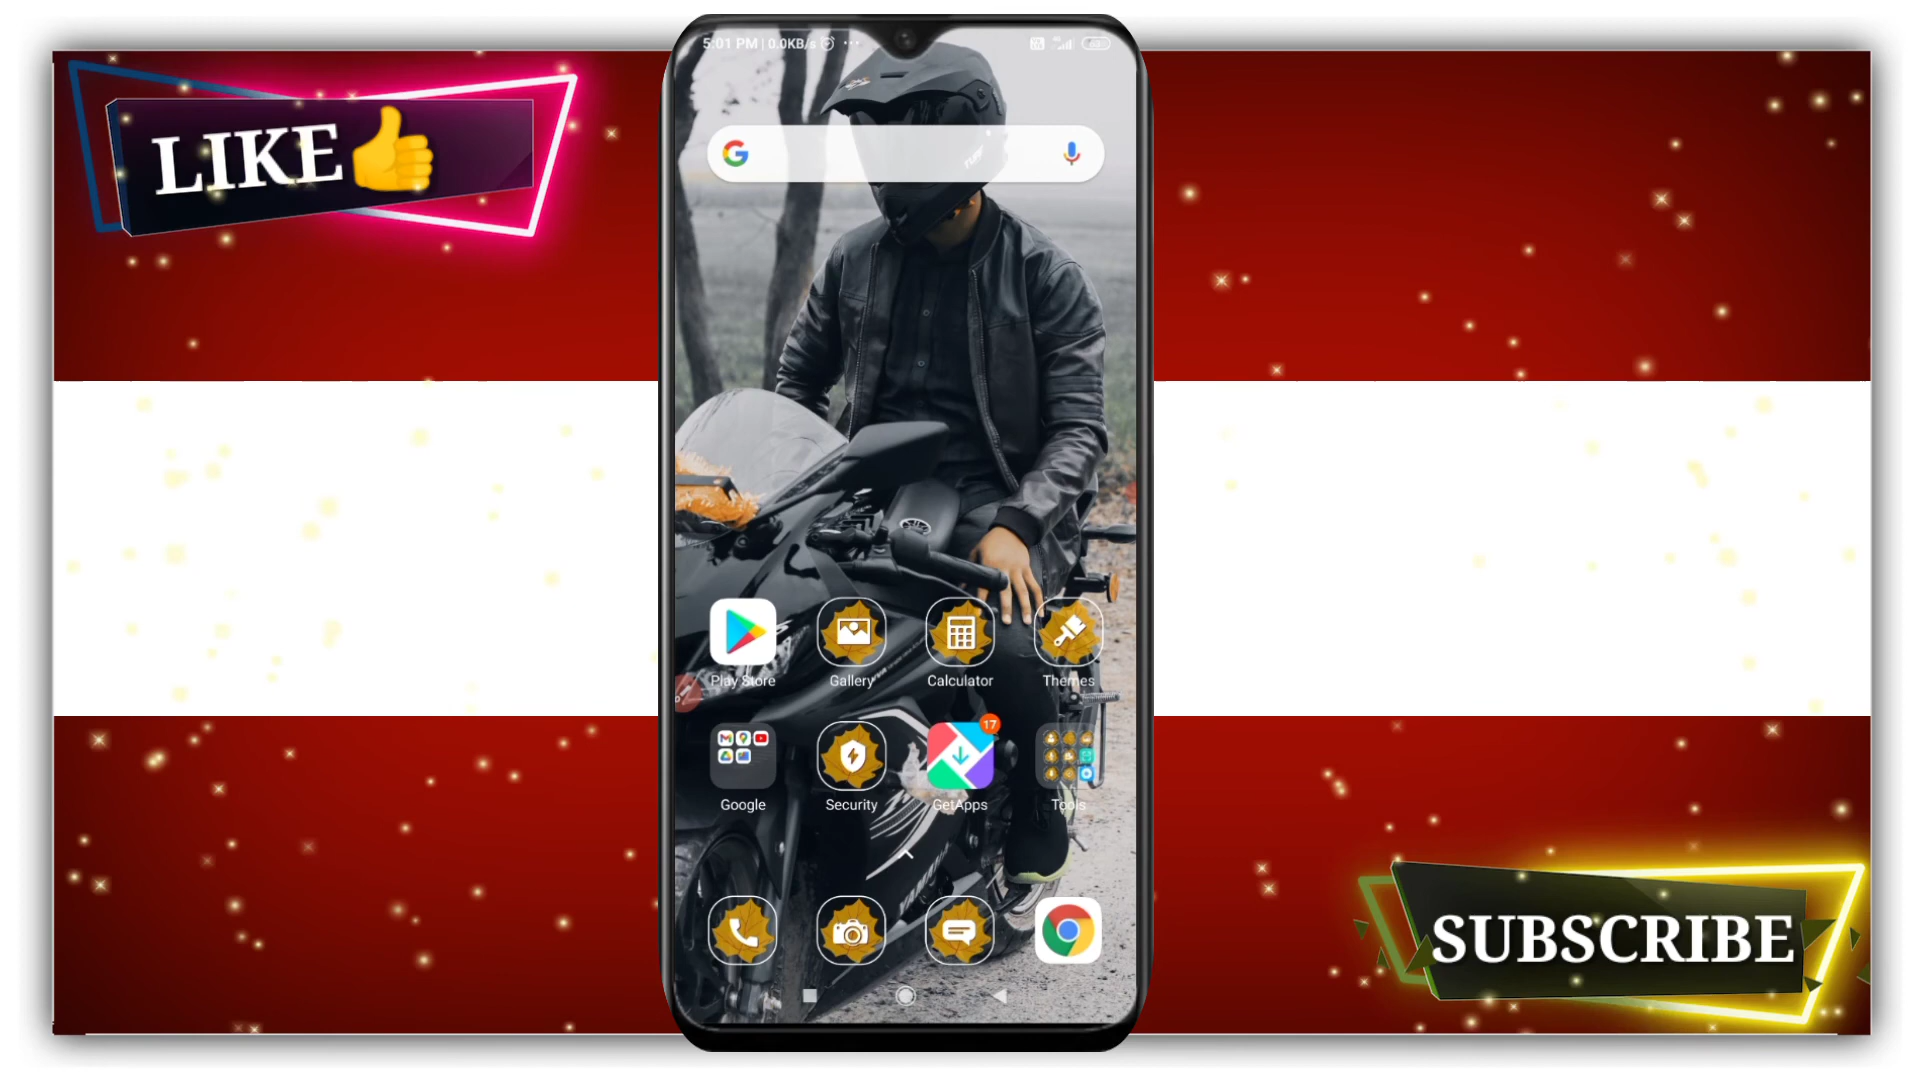 5:01 PM | 0.0KB/s ...
LIKE👍
SUBSCRIBE
Play Store
Gallery
Calculator
Themes
17
Google
Security
GetApps
Tools